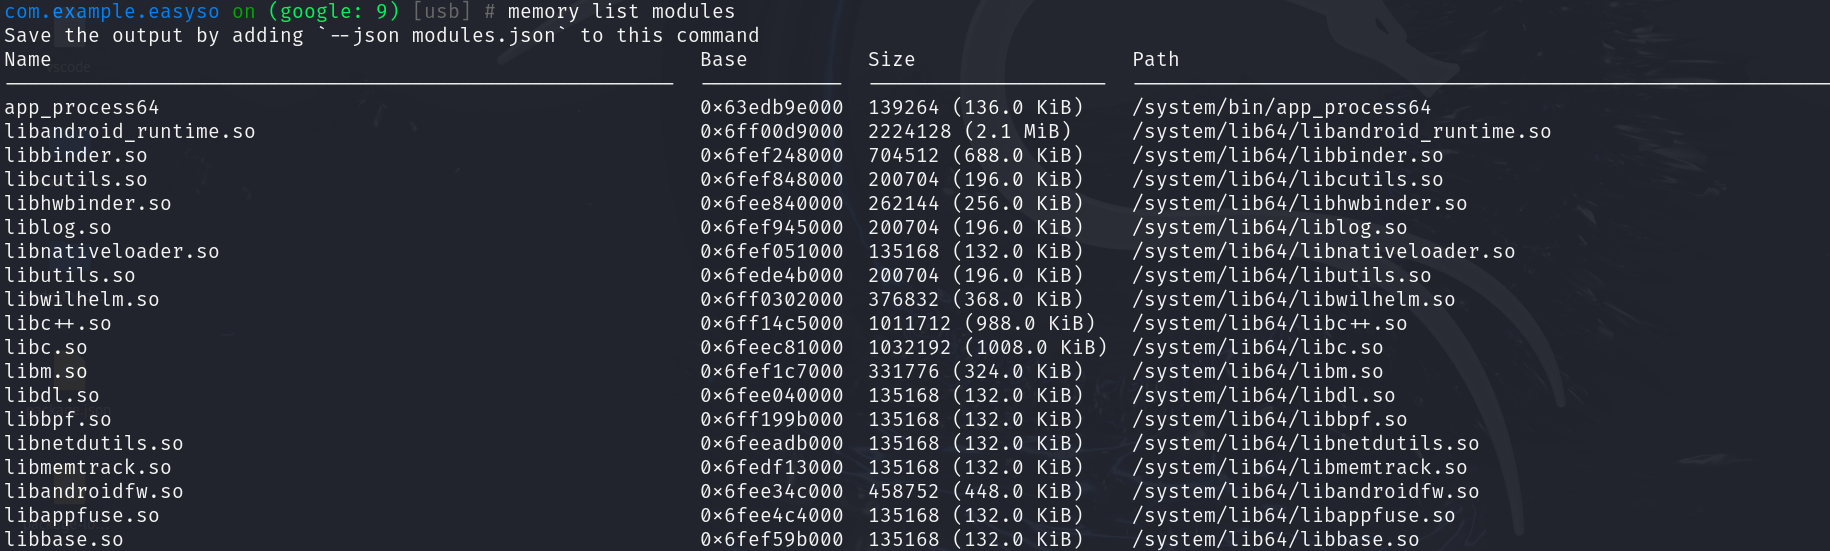 com.example.easyso on (google: 9) [usb] # memory list modules
Save the output by adding `--json modules.json` to this command
Name Base Size Path
app_process64 0x63edb9e000 139264 (136.0 KiB) /system/bin/app_process64
libandroid_runtime.so 0x6ff00d9000 2224128 (2.1 MiB) /system/lib64/libandroid_runtime.so
libbinder.so 0x6fef248000 704512 (688.0 KiB) /system/lib64/libbinder.so
libcutils.so 0x6fef848000 200704 (196.0 KiB) /system/lib64/libcutils.so
libhwbinder.so 0x6fee840000 262144 (256.0 KiB) /system/lib64/libhwbinder.so
liblog.so 0x6fef945000 200704 (196.0 KiB) /system/lib64/liblog.so
libnativeloader.so 0x6fef051000 135168 (132.0 KiB) /system/lib64/libnativeloader.so
libutils.so 0x6fede4b000 200704 (196.0 KiB) /system/lib64/libutils.so
libwilhelm.so 0x6ff0302000 376832 (368.0 KiB) /system/lib64/libwilhelm.so
libc++.so 0x6ff14c5000 1011712 (988.0 KiB) /system/lib64/libc++.so
libc.so 0x6feec81000 1032192 (1008.0 KiB) /system/lib64/libc.so
libm.so 0x6fef1c7000 331776 (324.0 KiB) /system/lib64/libm.so
libdl.so 0x6fee040000 135168 (132.0 KiB) /system/lib64/libdl.so
libbpf.so 0x6ff199b000 135168 (132.0 KiB) /system/lib64/libbpf.so
libnetdutils.so 0x6feeadb000 135168 (132.0 KiB) /system/lib64/libnetdutils.so
libmemtrack.so 0x6fedf13000 135168 (132.0 KiB) /system/lib64/libmemtrack.so
libandroidfw.so 0x6fee34c000 458752 (448.0 KiB) /system/lib64/libandroidfw.so
libappfuse.so 0x6fee4c4000 135168 (132.0 KiB) /system/lib64/libappfuse.so
libbase.so 0x6fef59b000 135168 (132.0 KiB) /system/lib64/libbase.so